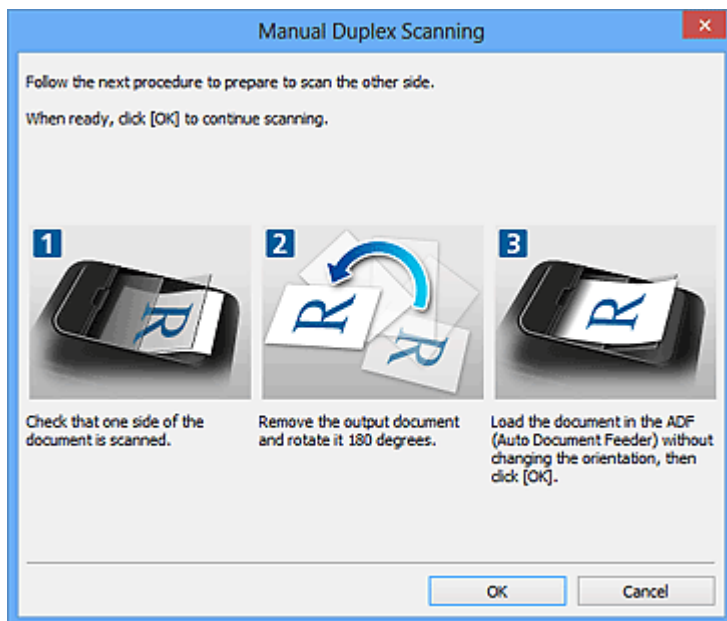 Manual Duplex Scanning
Follow the next procedure to prepare to scan the other side.
When ready, click [OK] to continue scanning.
1
2
3
R
R
R
R
Check that one side of the
document is scanned.
Remove the output document
and rotate it 180 degrees.
Load the document in the ADF
(Auto Document Feeder) without
changing the orientation, then
click [OK].
OK
Cancel